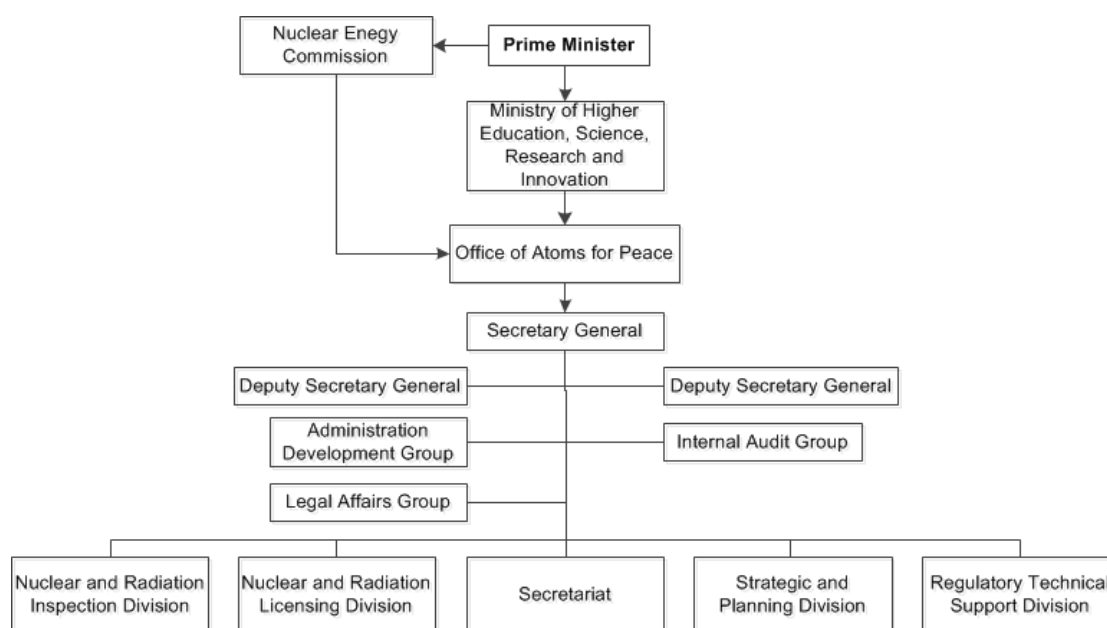 Nuclear Enegy
Commission
Prime Minister
Ministry of Higher
Education, Science,
Research and
Innovation
Office of Atoms for Peace
Secretary General
Deputy Secretary General
Deputy Secretary General
Administration
Development Group
Internal Audit Group
Legal Affairs Group
Nuclear and Radiation
Inspection Division
Nuclear and Radiation
Licensing Division
Secretariat
Strategic and
Planning Division
Regulatory Technical
Support Division